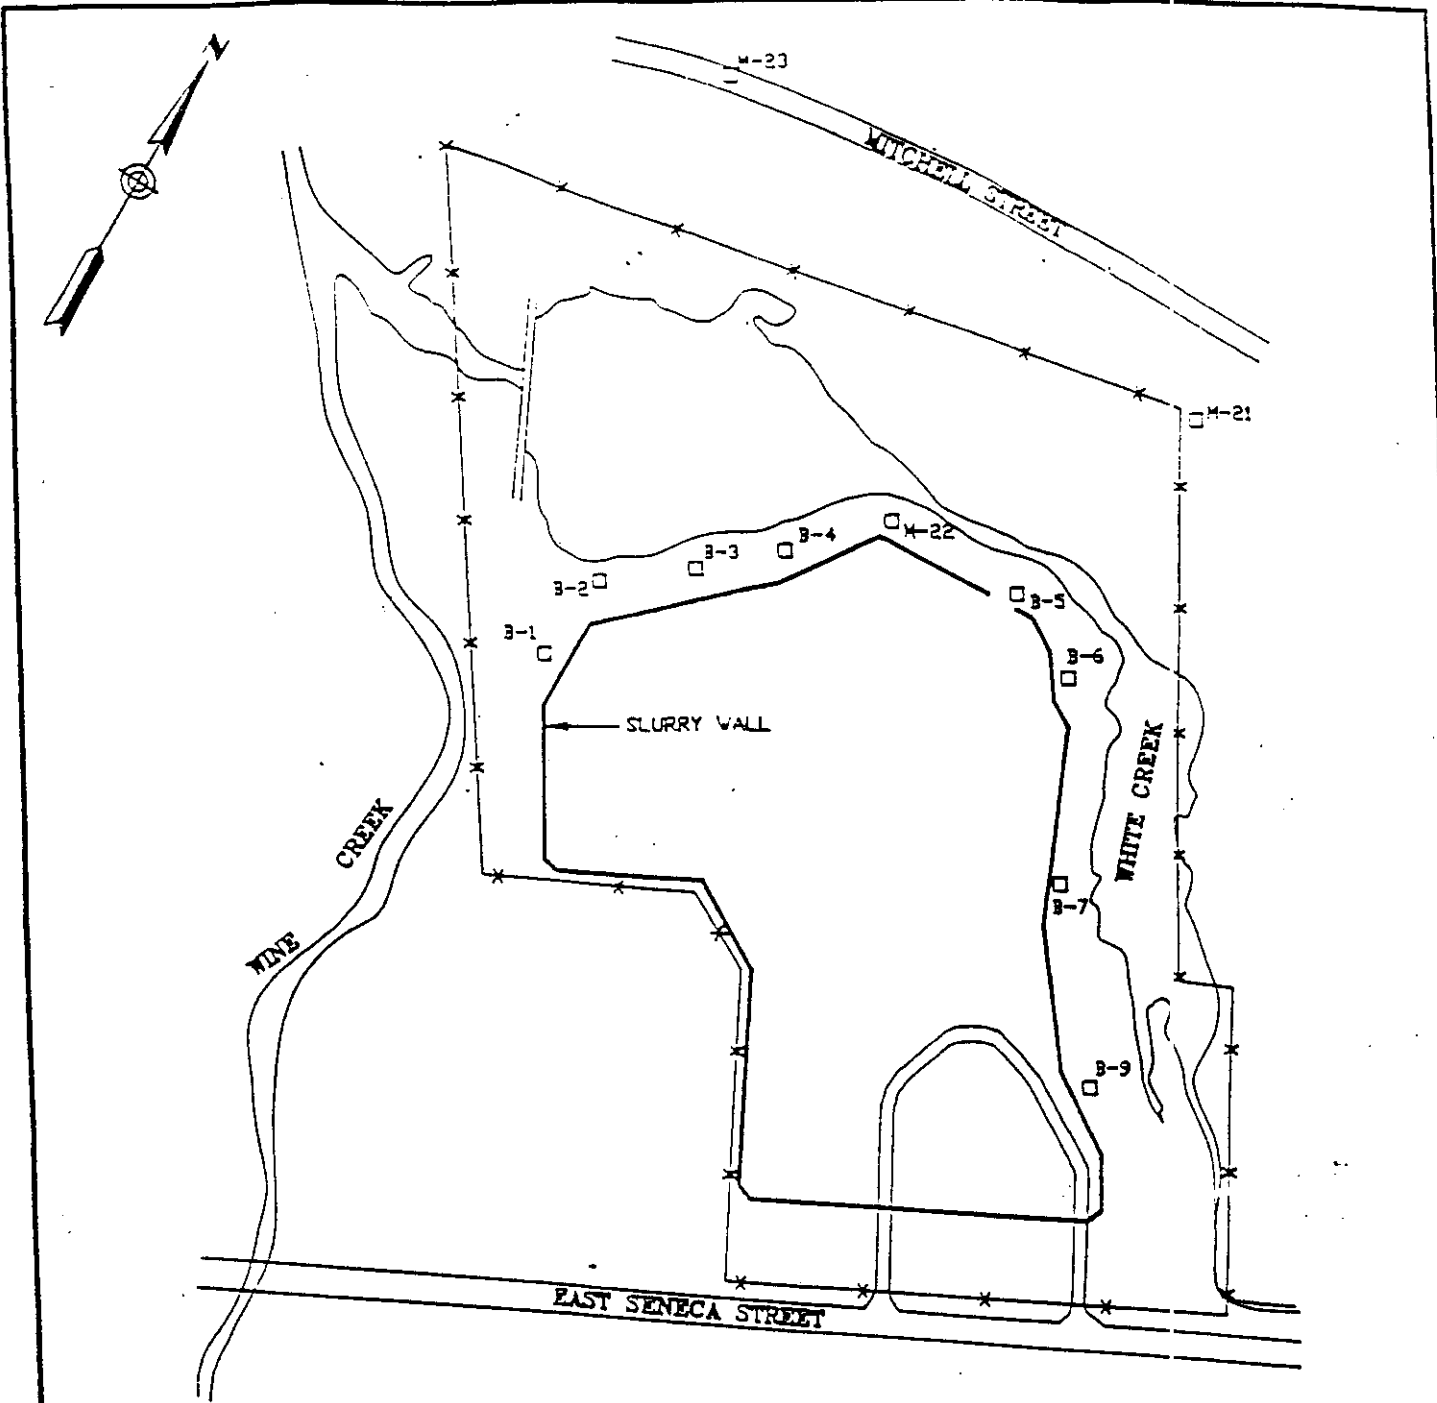 N
M-23
MITCHELL STREET
M-21
M-22
B-4
B-3
B-2
B-5
B-1
B-6
SLURRY WALL
WHITE CREEK
WINE CREEK
B-7
B-9
EAST SENECA STREET